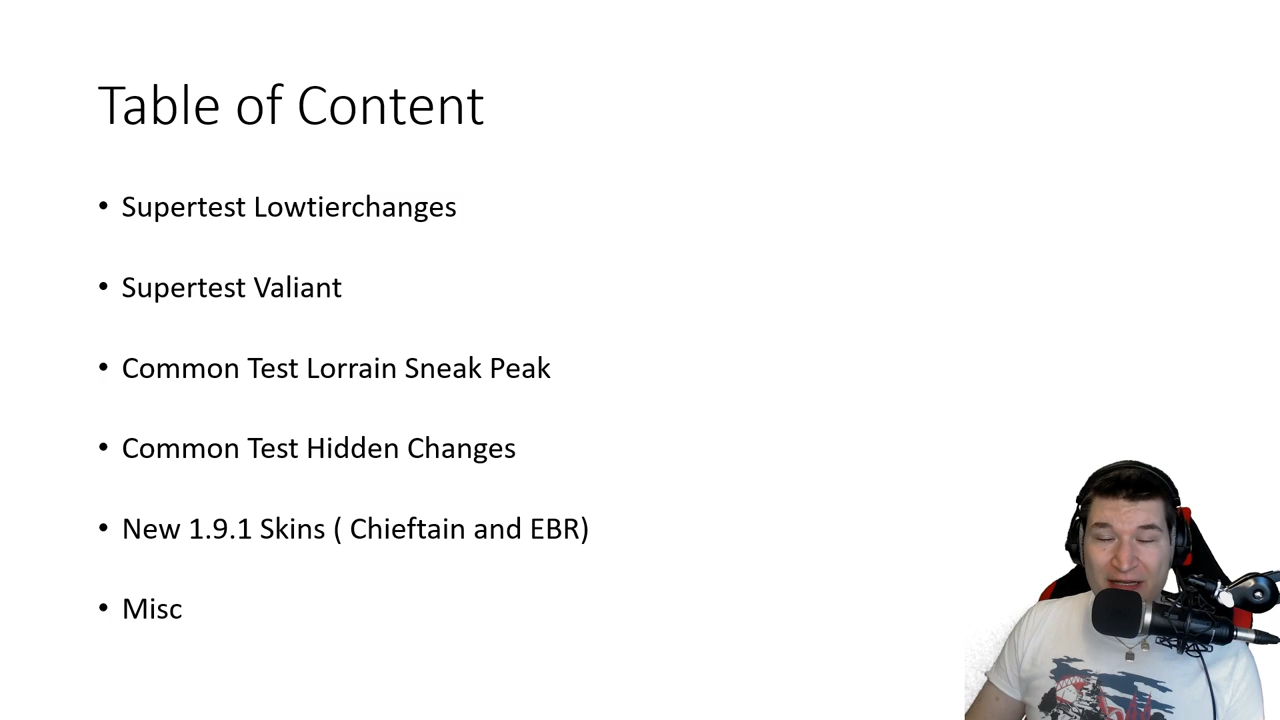 Table of Content
• Supertest Lowtierchanges
• Supertest Valiant
• Common Test Lorrain Sneak Peak
• Common Test Hidden Changes
• New 1.9.1 Skins ( Chieftain and EBR)
• Misc